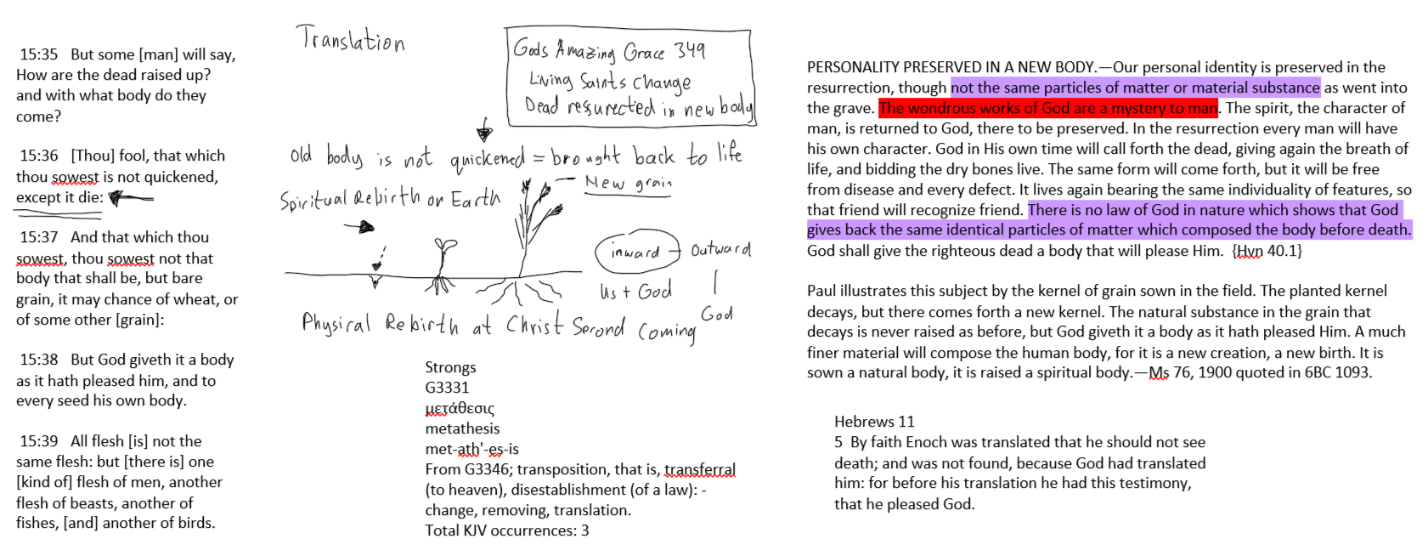 15:35 But some [man] will say,
How are the dead raised up?
and with what body do they
come?
15:36 [Thou] fool, that which
thou sowest is not quickened,
except it die:
15:37 And that which thou
sowest, thou sowest not that
body that shall be, but bare
grain, it may chance of wheat, or
of some other [grain]:
15:38 But God giveth it a body
as it hath pleased him, and to
every seed his own body.
15:39 All flesh [is] not the
same flesh: but [there is] one
[kind of] flesh of men, another
flesh of beasts, another of
fishes, [and] another of birds.
Translation
Gods Amazing Grace 349
Living Saints change
Dead resurected in new body
Old body is not quickened = brought back to life
New grain
Spiritual Rebirth on Earth
inward - Outward
Us + God
God
Physical Rebirth at Christ Second Coming
Strongs
G3331
μετάθεσις
metathesis
met-ath'-es-is
From G3346; transposition, that is, transferral
(to heaven), disestablishment (of a law): -
change, removing, translation.
Total KJV occurrences: 3
PERSONALITY PRESERVED IN A NEW BODY.—Our personal identity is preserved in the
resurrection, though not the same particles of matter or material substance as went into
the grave. The wondrous works of God are a mystery to man. The spirit, the character of
man, is returned to God, there to be preserved. In the resurrection every man will have
his own character. God in His own time will call forth the dead, giving again the breath of
life, and bidding the dry bones live. The same form will come forth, but it will be free
from disease and every defect. It lives again bearing the same individuality of features, so
that friend will recognize friend. There is no law of God in nature which shows that God
gives back the same identical particles of matter which composed the body before death.
God shall give the righteous dead a body that will please Him. {Hvn 40.1}
Paul illustrates this subject by the kernel of grain sown in the field. The planted kernel
decays, but there comes forth a new kernel. The natural substance in the grain that
decays is never raised as before, but God giveth it a body as it hath pleased Him. A much
finer material will compose the human body, for it is a new creation, a new birth. It is
sown a natural body, it is raised a spiritual body.—Ms 76, 1900 quoted in 6BC 1093.
Hebrews 11
5 By faith Enoch was translated that he should not see
death; and was not found, because God had translated
him: for before his translation he had this testimony,
that he pleased God.